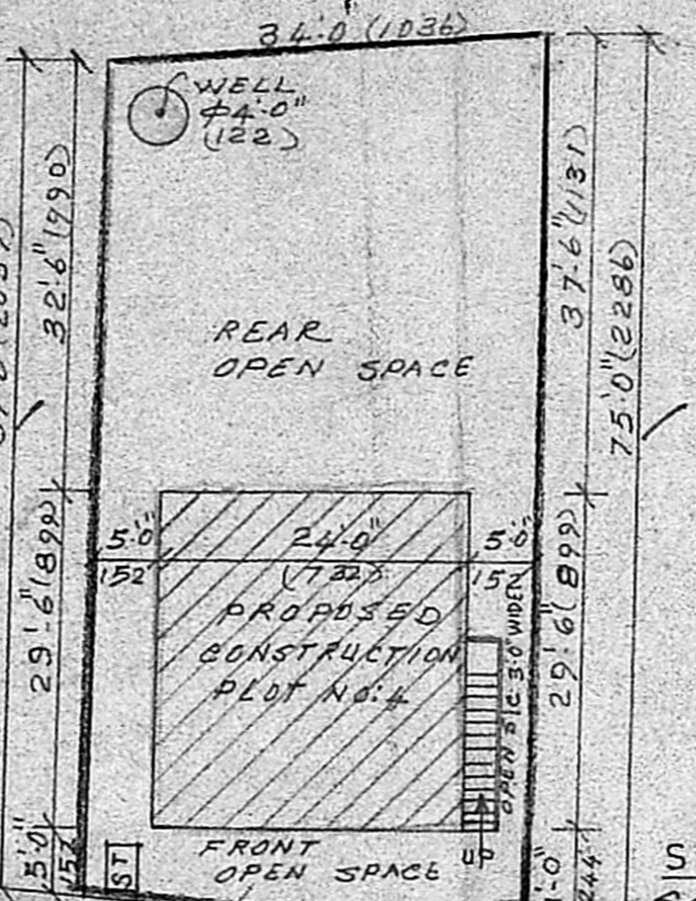 34'-0" (1036)
WELL
Φ4'-0"
(122)
32'.6" (990)
37'.6" (1131)
75'.0" (2286)
REAR
OPEN SPACE
5'.0"
24'.0"
5'.0"
152
(732)
152
PROPOSED
CONSTRUCTION
PLOT NO: 4
29'.6" (899)
OPEN S/C 3.0 WIDE
29'.6" (899)
5'.0"
152
ST
FRONT
OPEN SPACE
UP
244
S